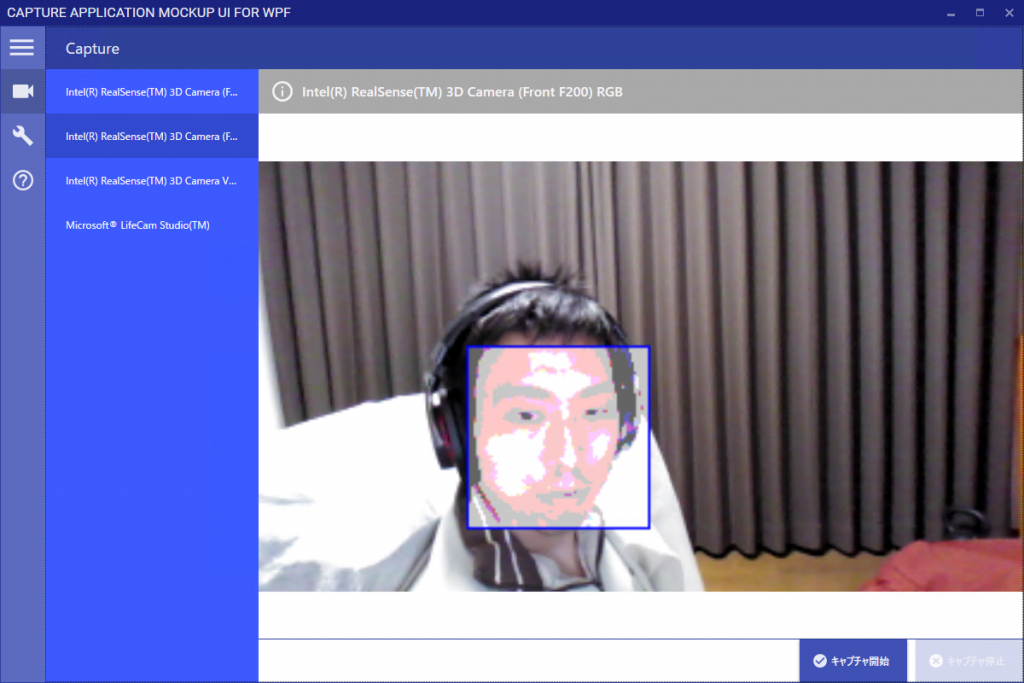 CAPTURE APPLICATION MOCKUP UI FOR WPF
Capture
Intel(R) RealSense(TM) 3D Camera (F...
Intel(R) RealSense(TM) 3D Camera (Front F200) RGB
Intel(R) RealSense(TM) 3D Camera (F...
Intel(R) RealSense(TM) 3D Camera V...
Microsoft® LifeCam Studio(TM)
キャプチャ開始
キャプチャ停止